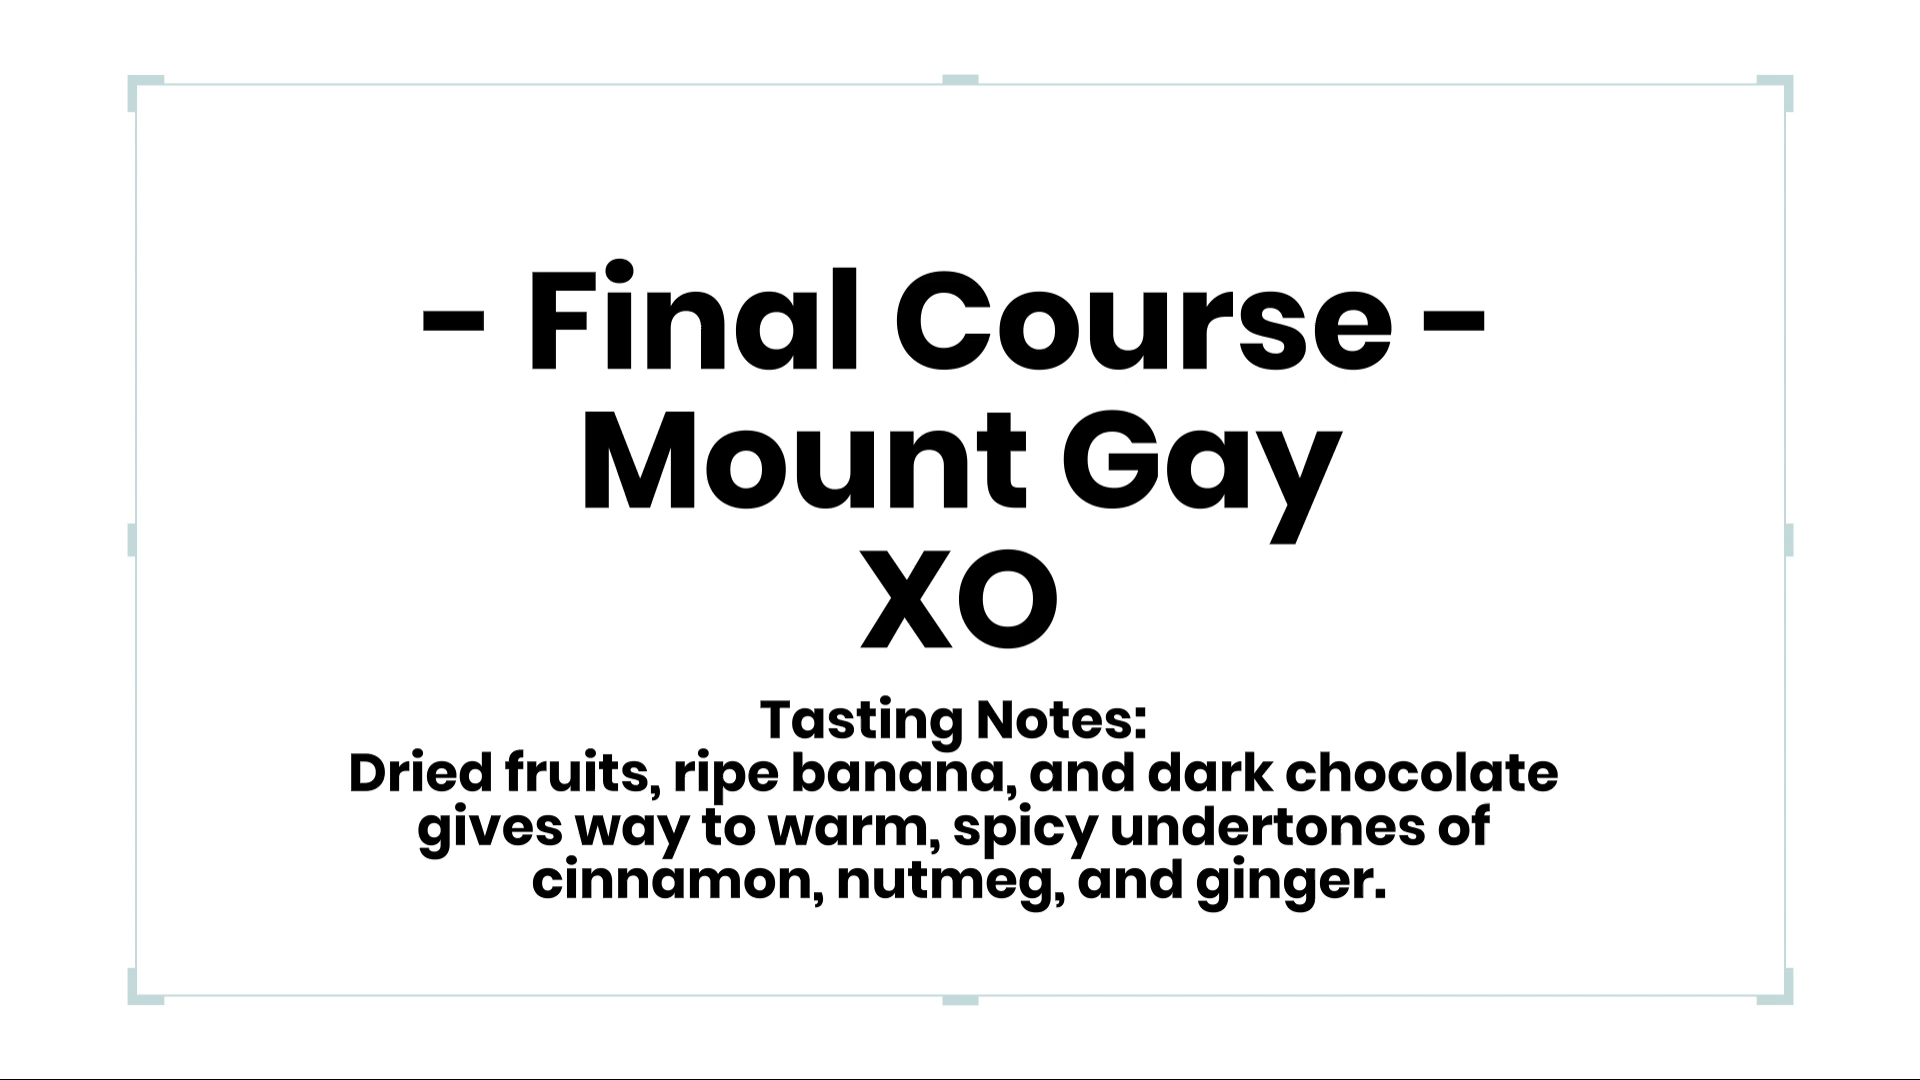 - Final Course -
Mount Gay
XO
Tasting Notes:
Dried fruits, ripe banana, and dark chocolate
gives way to warm, spicy undertones of
cinnamon, nutmeg, and ginger.